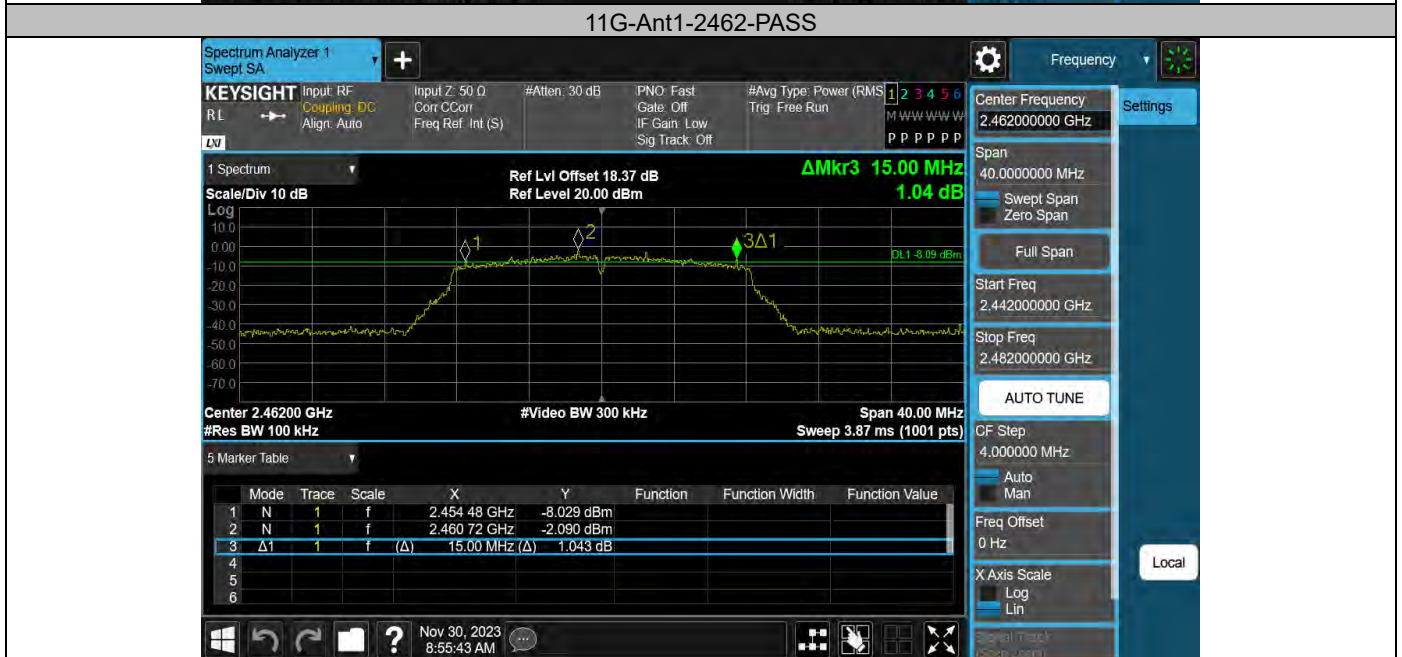 11G-Ant1-2462-PASS
Spectrum Analyzer 1
Swept SA
Frequency
KEYSIGHT
RL
LXI
Input: RF
Coupling: DC
Align: Auto
Input Z: 50 Ω
Corr CCorr
Freq Ref: Int (S)
#Atten: 30 dB
PNO: Fast
Gate: Off
IF Gain: Low
Sig Track: Off
#Avg Type: Power (RMS
Trig: Free Run
1 2 3 4 5 6
M W W W W W
P P P P P P
1 Spectrum
Scale/Div 10 dB
Ref Lvl Offset 18.37 dB
Ref Level 20.00 dBm
ΔMkr3 15.00 MHz
1.04 dB
Log
10.0
0.00
-10.0
-20.0
-30.0
-40.0
-50.0
-60.0
-70.0
1
2
3Δ1
DL1 -8.09 dBm
Center 2.46200 GHz
#Video BW 300 kHz
Span 40.00 MHz
#Res BW 100 kHz
Sweep 3.87 ms (1001 pts)
5 Marker Table
Mode Trace Scale X Y Function Function Width Function Value
1 N 1 f 2.454 48 GHz -8.029 dBm
2 N 1 f 2.460 72 GHz -2.090 dBm
3 Δ1 1 f (Δ) 15.00 MHz (Δ) 1.043 dB
4
5
6
Nov 30, 2023
8:55:43 AM
Center Frequency
2.462000000 GHz
Settings
Span
40.0000000 MHz
Swept Span
Zero Span
Full Span
Start Freq
2.442000000 GHz
Stop Freq
2.482000000 GHz
AUTO TUNE
CF Step
4.000000 MHz
Auto
Man
Freq Offset
0 Hz
X Axis Scale
Log
Lin
Local
Signal Track